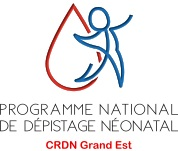 PROGRAMME NATIONAL
DE DÉPISTAGE NÉONATAL
CRDN Grand Est